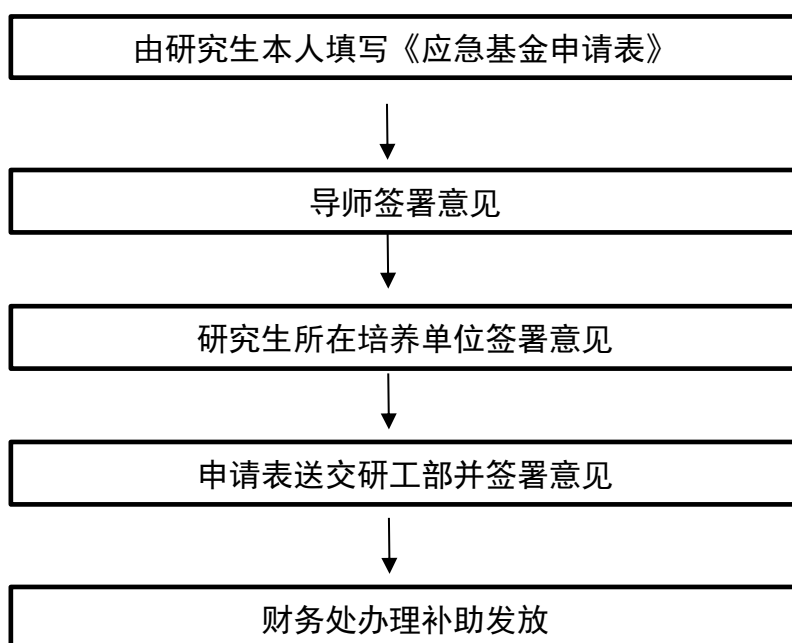 由研究生本人填写《应急基金申请表》
导师签署意见
研究生所在培养单位签署意见
申请表送交研工部并签署意见
财务处办理补助发放